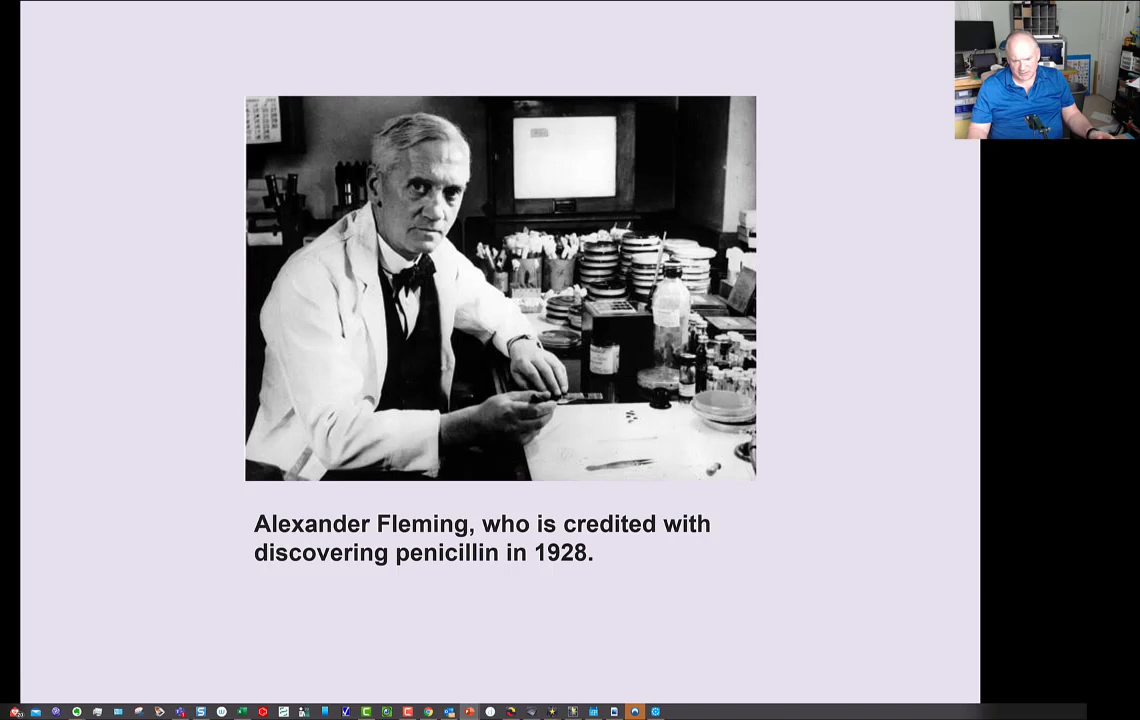 Alexander Fleming, who is credited with
discovering penicillin in 1928.